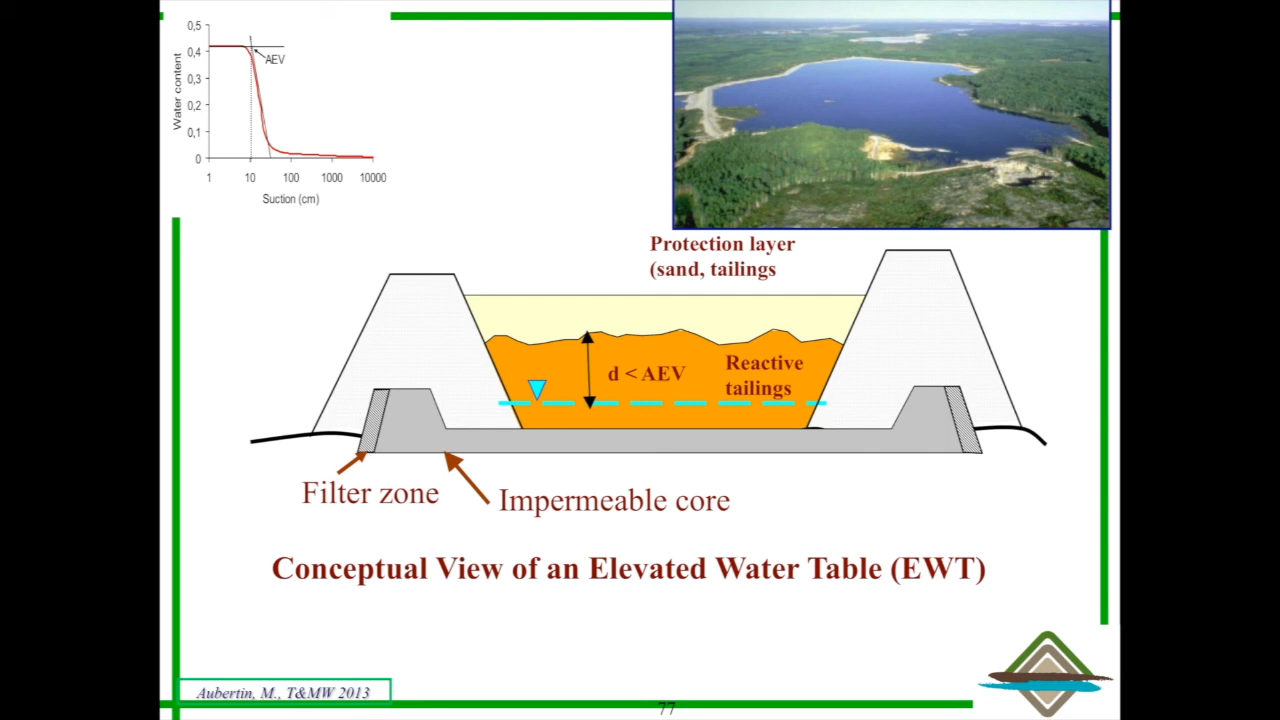 0,5
0,4
0,3
0,2
0,1
0
Water content
AEV
1 10 100 1000 10000
Suction (cm)
Protection layer
(sand, tailings
d < AEV
Reactive
tailings
Filter zone
Impermeable core
Conceptual View of an Elevated Water Table (EWT)
Aubertin, M., T&MW 2013
77